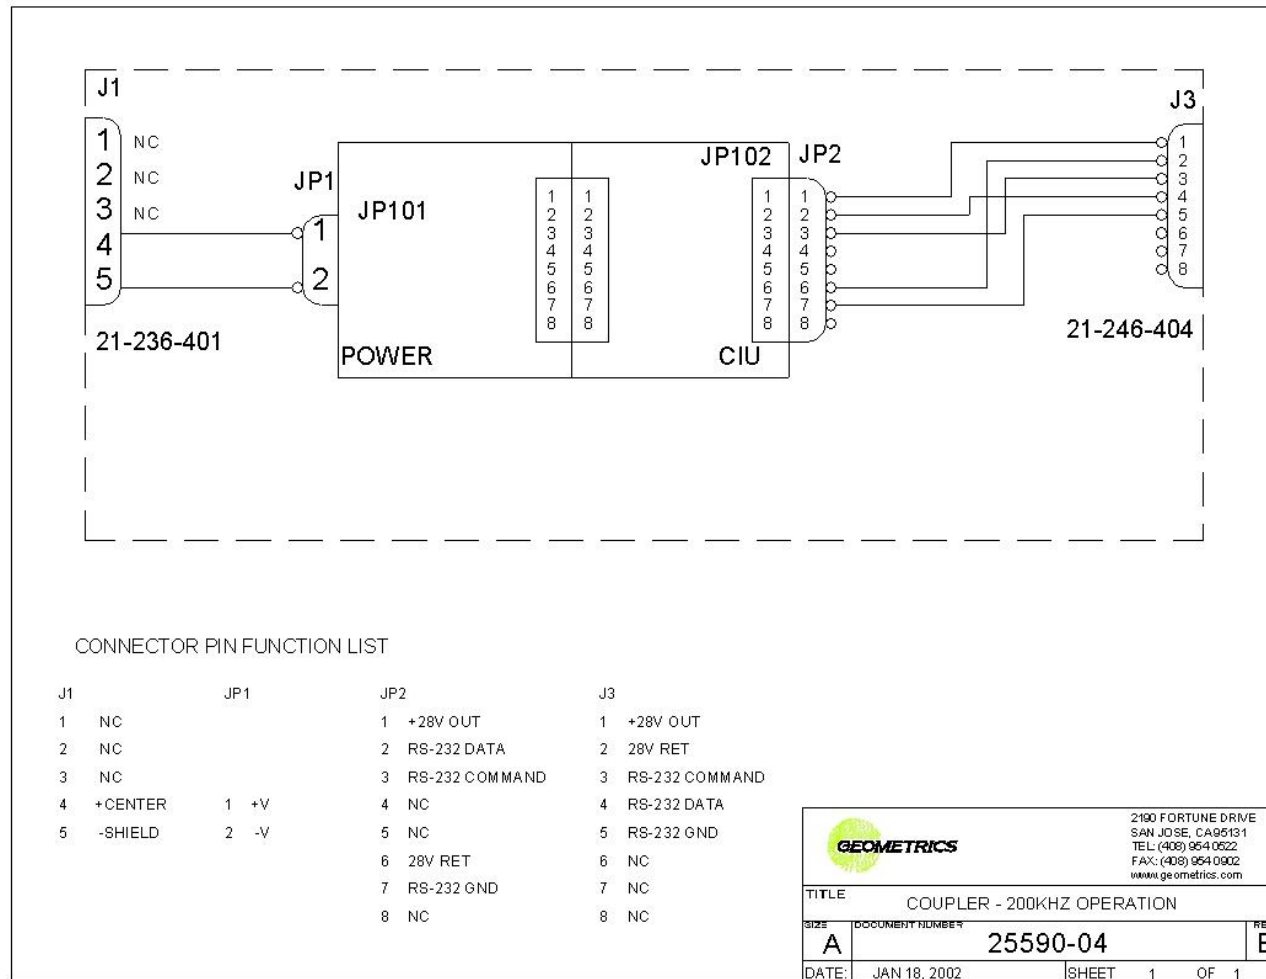 J1
J3
1 NC
2 NC
3 NC
4
5
21-236-401
JP1
1
2
JP101
POWER
1 1
2 2
3 3
4 4
5 5
6 6
7 7
8 8
JP102 JP2
1 1
2 2
3 3
4 4
5 5
6 6
7 7
8 8
CIU
1
2
3
4
5
6
7
8
21-246-404
CONNECTOR PIN FUNCTION LIST
J1 JP1 JP2 J3
1 NC 1 +28V OUT 1 +28V OUT
2 NC 2 RS-232 DATA 2 28V RET
3 NC 3 RS-232 COMMAND 3 RS-232 COMMAND
4 +CENTER 1 +V 4 NC 4 RS-232 DATA
5 -SHIELD 2 -V 5 NC 5 RS-232 GND
6 28V RET 6 NC
7 RS-232 GND 7 NC
8 NC 8 NC
GEOMETRICS
2190 FORTUNE DRIVE
SAN JOSE, CA95131
TEL: (408) 954 0522
FAX: (408) 954 0902
www.geometrics.com
TITLE
COUPLER - 200KHZ OPERATION
SIZE DOCUMENT NUMBER
A 25590-04
DATE: JAN 18, 2002 SHEET 1 OF 1